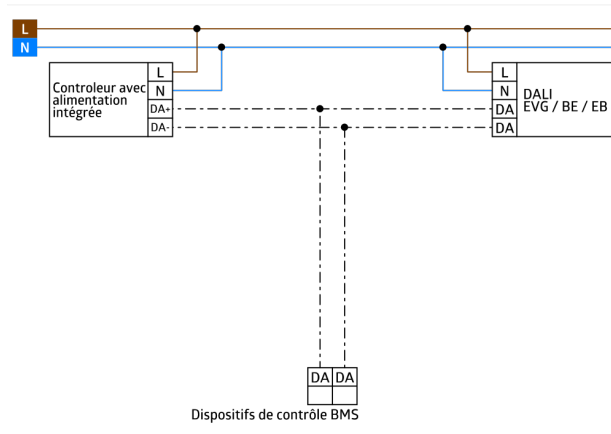 L
N
Controleur avec
alimentation
intégrée
L
N
DA+
DA-
L
N
DA
DA
DALI
EVG / BE / EB
DA DA
Dispositifs de contrôle BMS